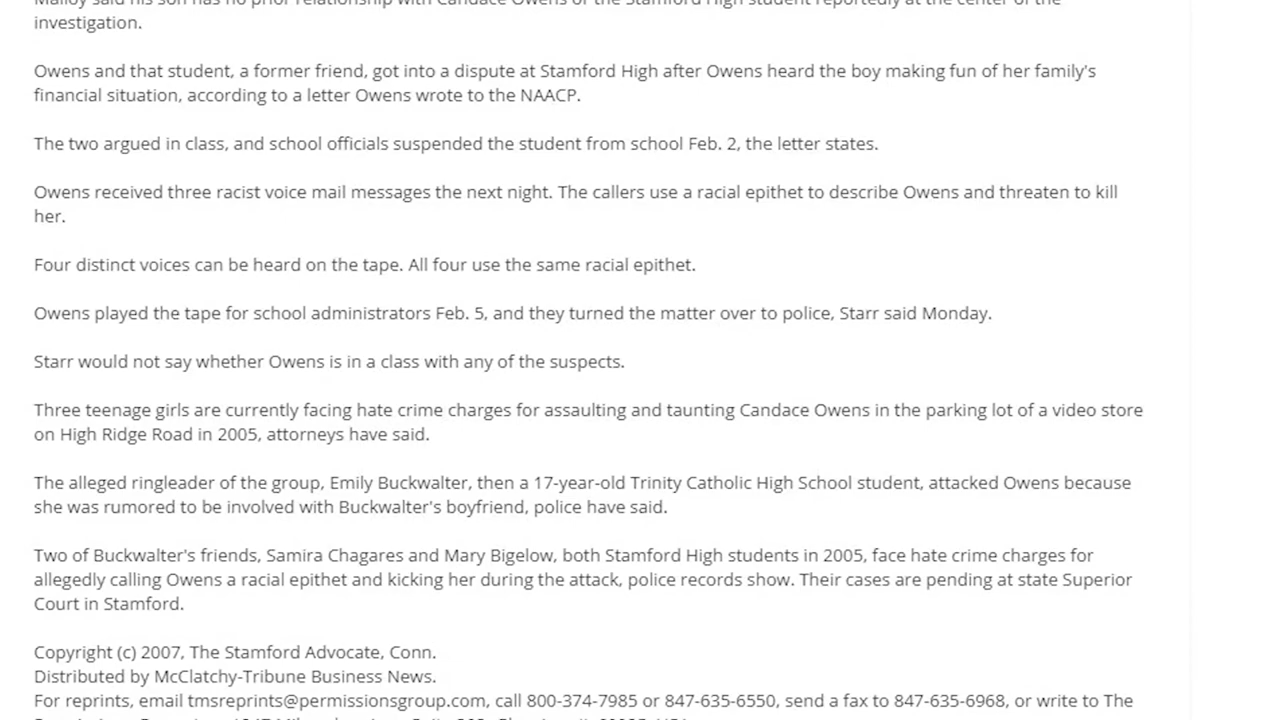 Malloy said his son has no prior relationship with Candace Owens or the Stamford High student reportedly at the center of the
investigation.
Owens and that student, a former friend, got into a dispute at Stamford High after Owens heard the boy making fun of her family's
financial situation, according to a letter Owens wrote to the NAACP.
The two argued in class, and school officials suspended the student from school Feb. 2, the letter states.
Owens received three racist voice mail messages the next night. The callers use a racial epithet to describe Owens and threaten to kill
her.
Four distinct voices can be heard on the tape. All four use the same racial epithet.
Owens played the tape for school administrators Feb. 5, and they turned the matter over to police, Starr said Monday.
Starr would not say whether Owens is in a class with any of the suspects.
Three teenage girls are currently facing hate crime charges for assaulting and taunting Candace Owens in the parking lot of a video store
on High Ridge Road in 2005, attorneys have said.
The alleged ringleader of the group, Emily Buckwalter, then a 17-year-old Trinity Catholic High School student, attacked Owens because
she was rumored to be involved with Buckwalter's boyfriend, police have said.
Two of Buckwalter's friends, Samira Chagares and Mary Bigelow, both Stamford High students in 2005, face hate crime charges for
allegedly calling Owens a racial epithet and kicking her during the attack, police records show. Their cases are pending at state Superior
Court in Stamford.
Copyright (c) 2007, The Stamford Advocate, Conn.
Distributed by McClatchy-Tribune Business News.
For reprints, email tmsreprints@permissionsgroup.com, call 800-374-7985 or 847-635-6550, send a fax to 847-635-6968, or write to The